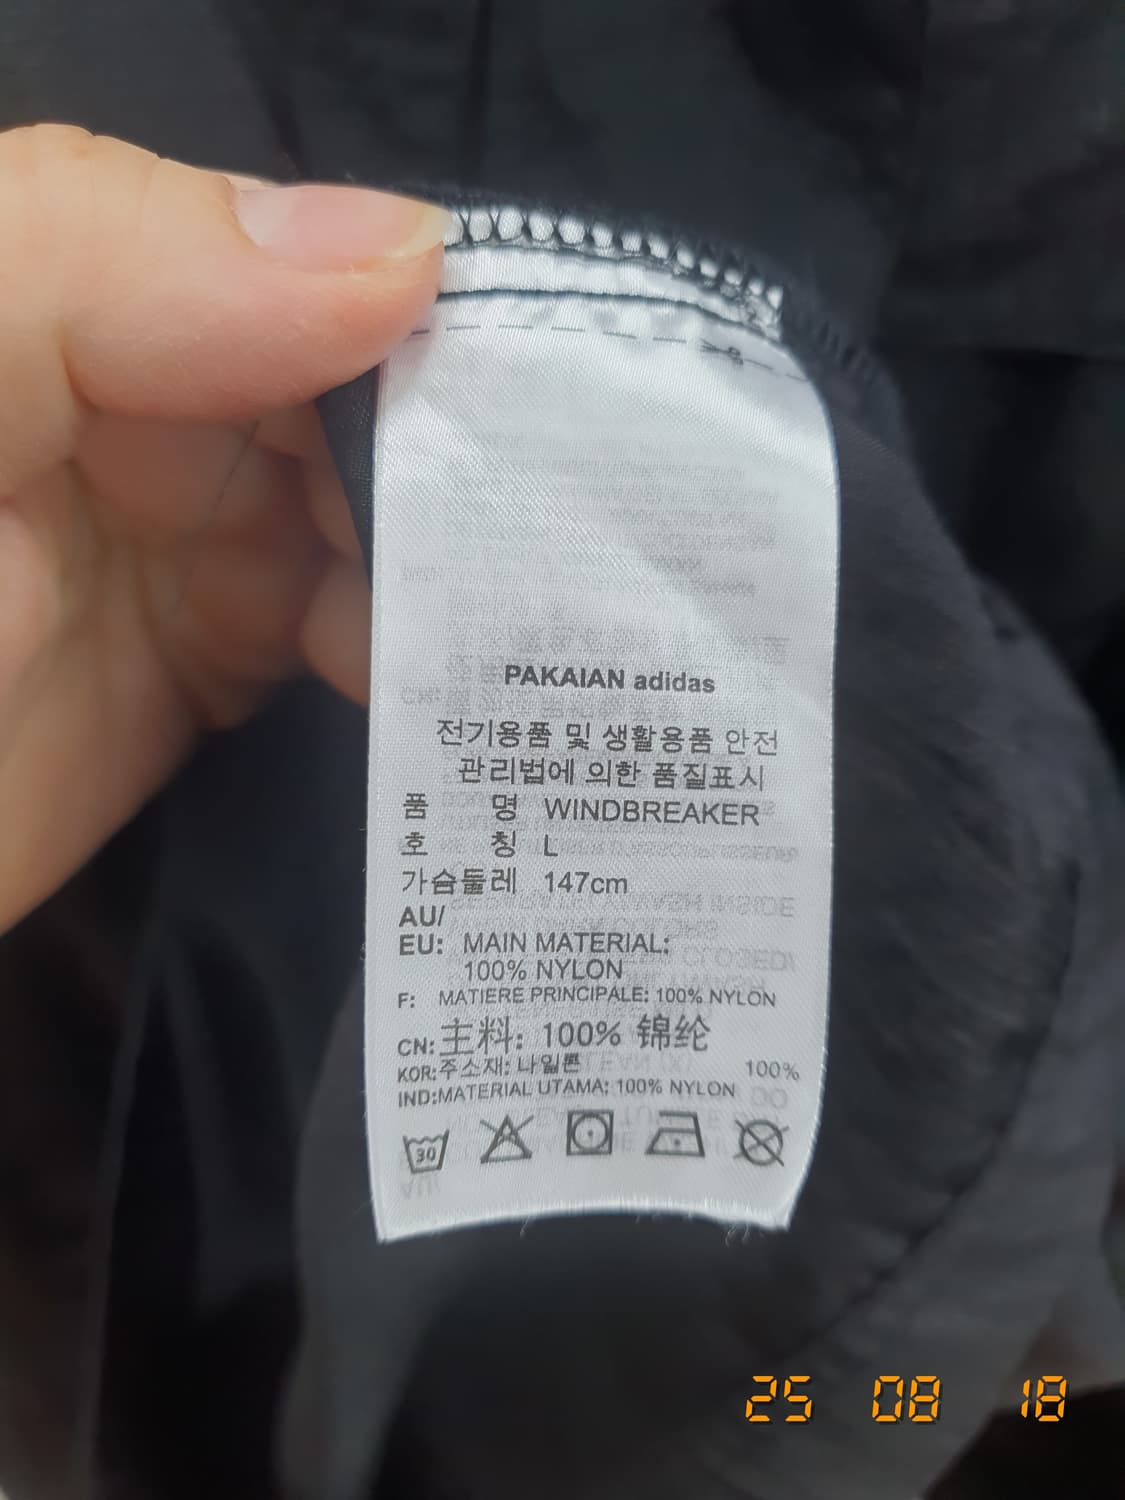 PAKAIAN adidas
전기용품 및 생활용품 안전
관리법에 의한 품질표시
품 명 WINDBREAKER
호 칭 L
가슴둘레 147cm
AU/
EU: MAIN MATERIAL:
100% NYLON
F: MATIERE PRINCIPALE: 100% NYLON
CN: 主料: 100% 锦纶
KOR: 주소재: 나일론 100%
IND: MATERIAL UTAMA: 100% NYLON
30
25 08 18